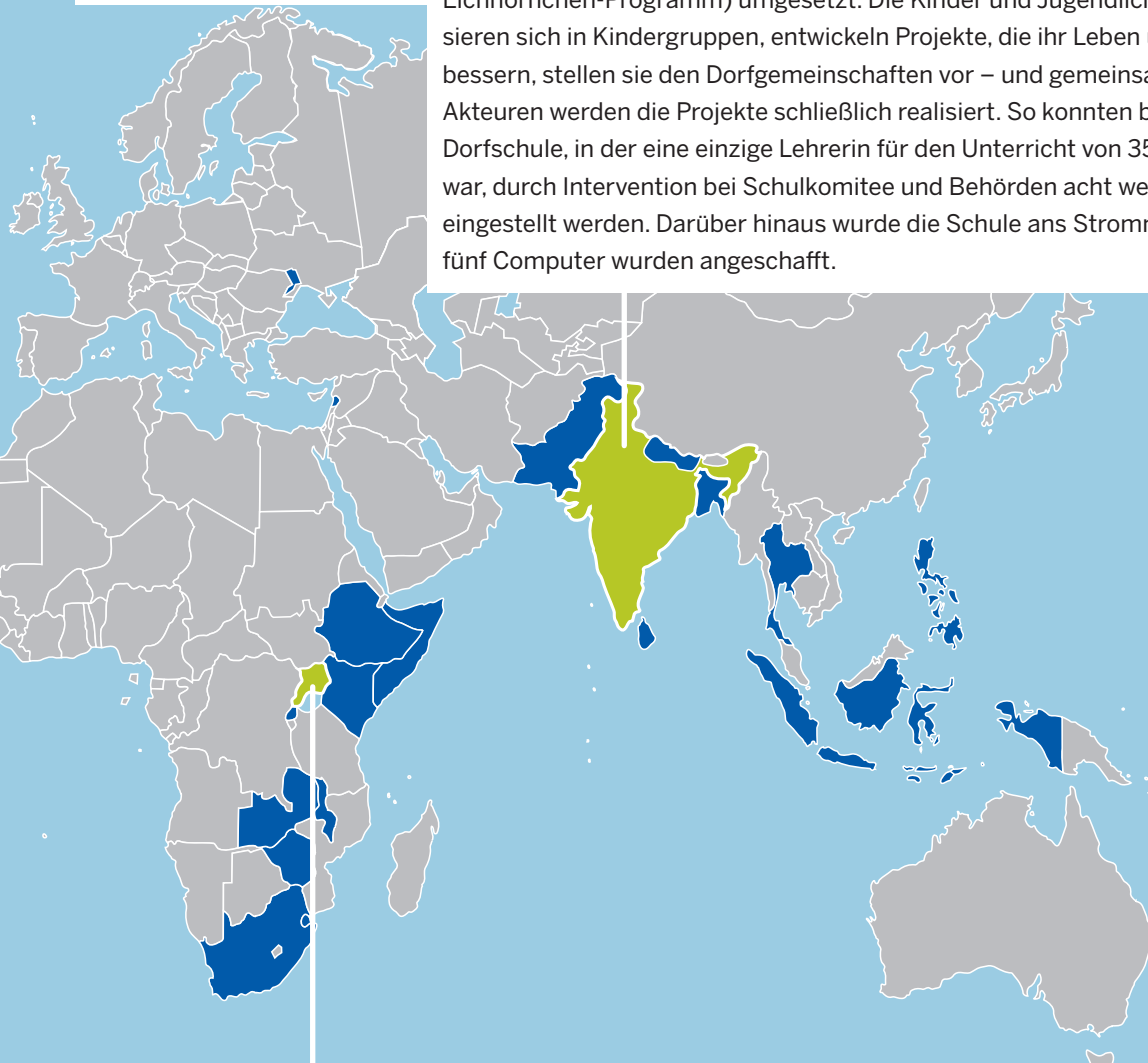 Eichhörnchen-Programm) umgesetzt. Die Kinder und Jugendlic
sieren sich in Kindergruppen, entwickeln Projekte, die ihr Leben
bessern, stellen sie den Dorfgemeinschaften vor – und gemeinsa
Akteuren werden die Projekte schließlich realisiert. So konnten b
Dorfschule, in der eine einzige Lehrerin für den Unterricht von 35
war, durch Intervention bei Schulkomitee und Behörden acht we
eingestellt werden. Darüber hinaus wurde die Schule ans Strom
fünf Computer wurden angeschafft.